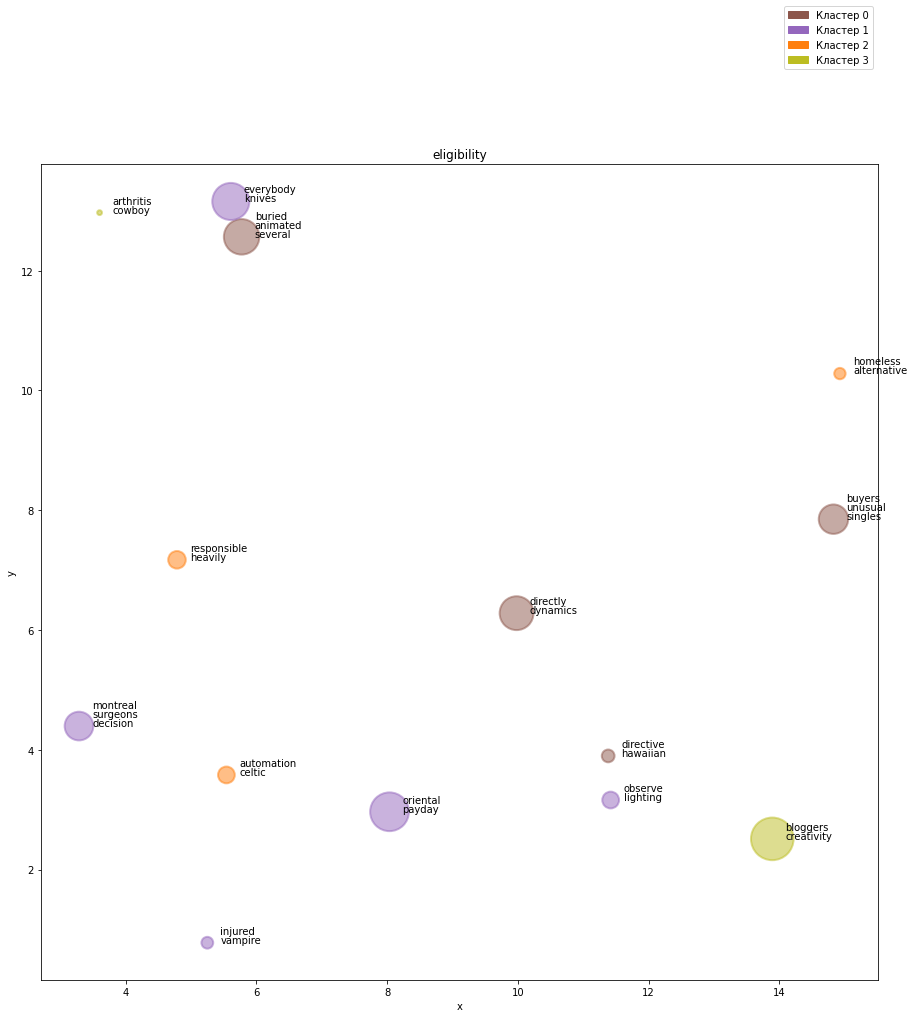 Кластер 0
Кластер 1
Кластер 2
Кластер 3
eligibility
everybody
knives
arthritis
cowboy
buried
animated
several
homeless
alternative
buyers
unusual
singles
responsible
heavily
directly
dynamics
montreal
surgeons
decision
directive
hawaiian
automation
celtic
observe
lighting
oriental
payday
bloggers
creativity
injured
vampire
12
10
8
6
4
2
y
4
6
8
10
12
14
x